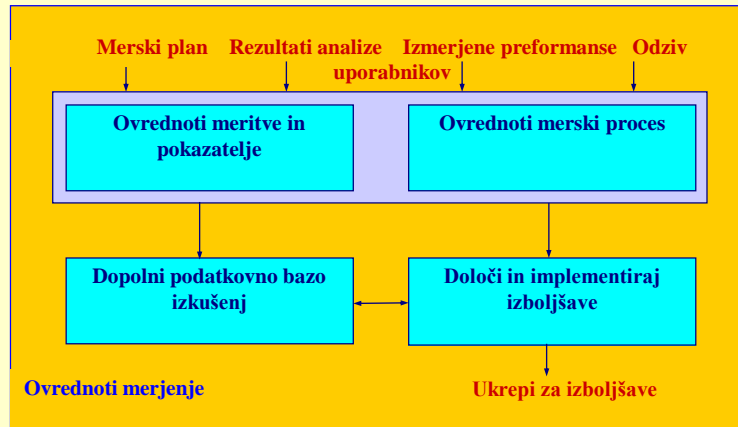 Merski plan Rezultati analize Izmerjene preformanse Odziv
uporabnikov
Ovrednoti meritve in
pokazatelje
Ovrednoti merski proces
Dopolni podatkovno bazo
izkušenj
Določi in implementiraj
izboljšave
Ovrednoti merjenje
Ukrepi za izboljšave